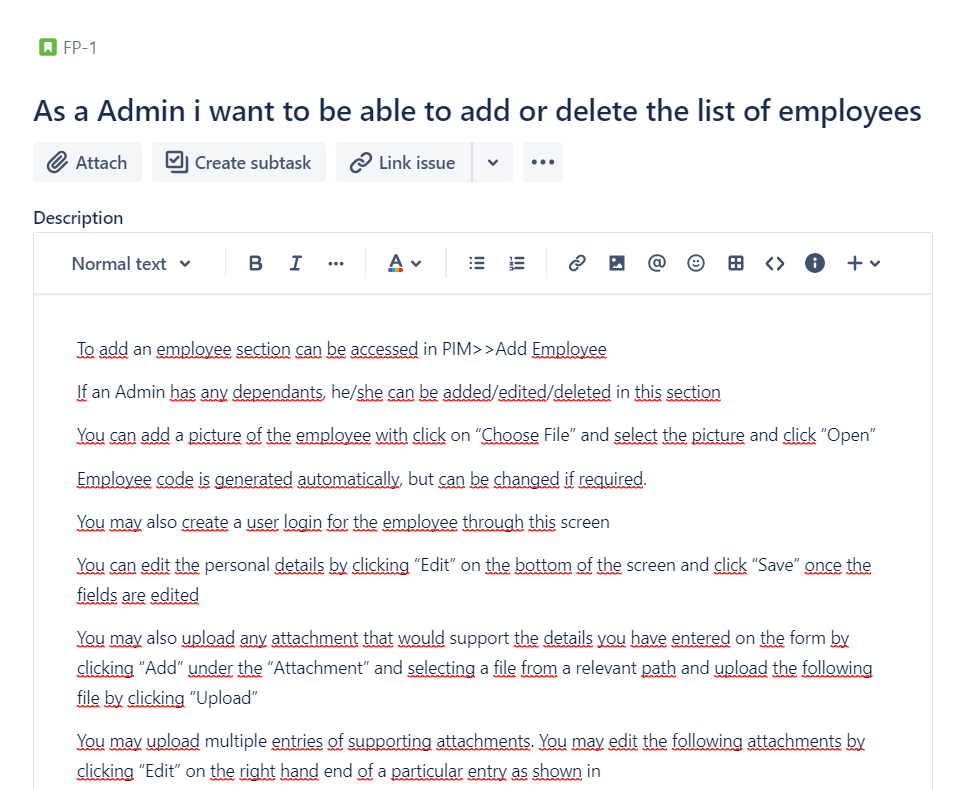 FP-1
As a Admin i want to be able to add or delete the list of employees
Attach
Create subtask
Link issue
Description
Normal text
B
I
A
To add an employee section can be accessed in PIM>>Add Employee
If an Admin has any dependants, he/she can be added/edited/deleted in this section
You can add a picture of the employee with click on “Choose File” and select the picture and click “Open”
Employee code is generated automatically, but can be changed if required.
You may also create a user login for the employee through this screen
You can edit the personal details by clicking “Edit” on the bottom of the screen and click “Save” once the
fields are edited
You may also upload any attachment that would support the details you have entered on the form by
clicking “Add” under the “Attachment” and selecting a file from a relevant path and upload the following
file by clicking “Upload”
You may upload multiple entries of supporting attachments. You may edit the following attachments by
clicking “Edit” on the right hand end of a particular entry as shown in